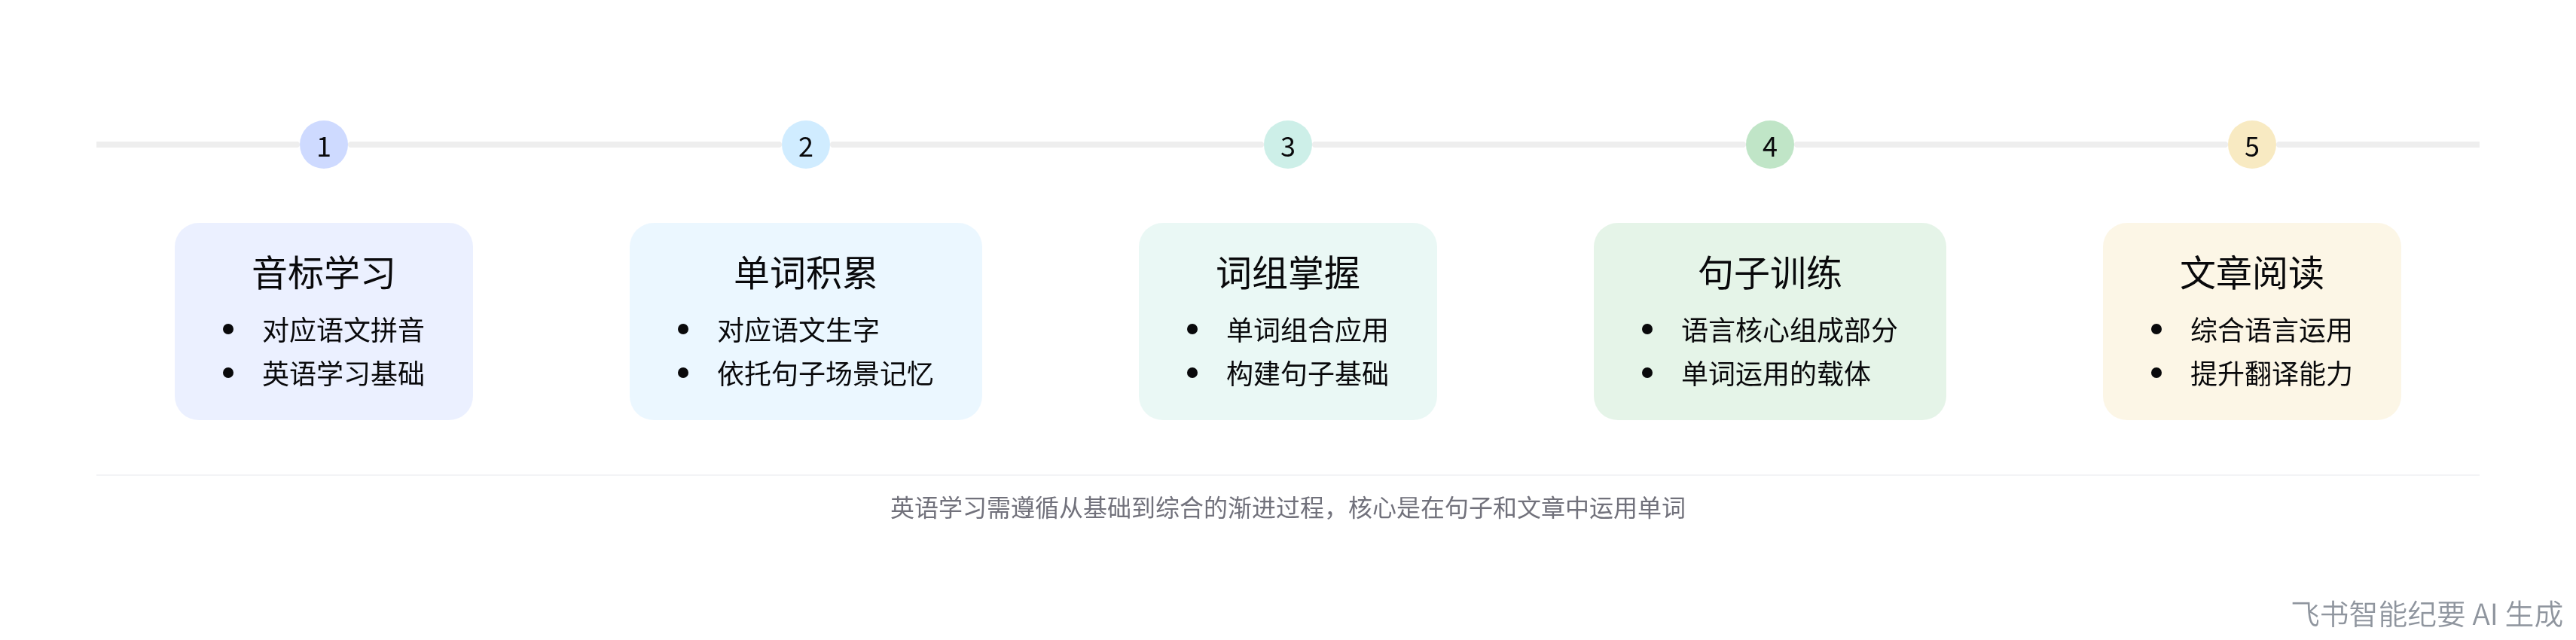 1
2
3
4
5
音标学习
• 对应语文拼音
• 英语学习基础
单词积累
• 对应语文生字
• 依托句子场景记忆
词组掌握
• 单词组合应用
• 构建句子基础
句子训练
• 语言核心组成部分
• 单词运用的载体
文章阅读
• 综合语言运用
• 提升翻译能力
英语学习需遵循从基础到综合的渐进过程，核心是在句子和文章中运用单词
飞书智能纪要 AI 生成